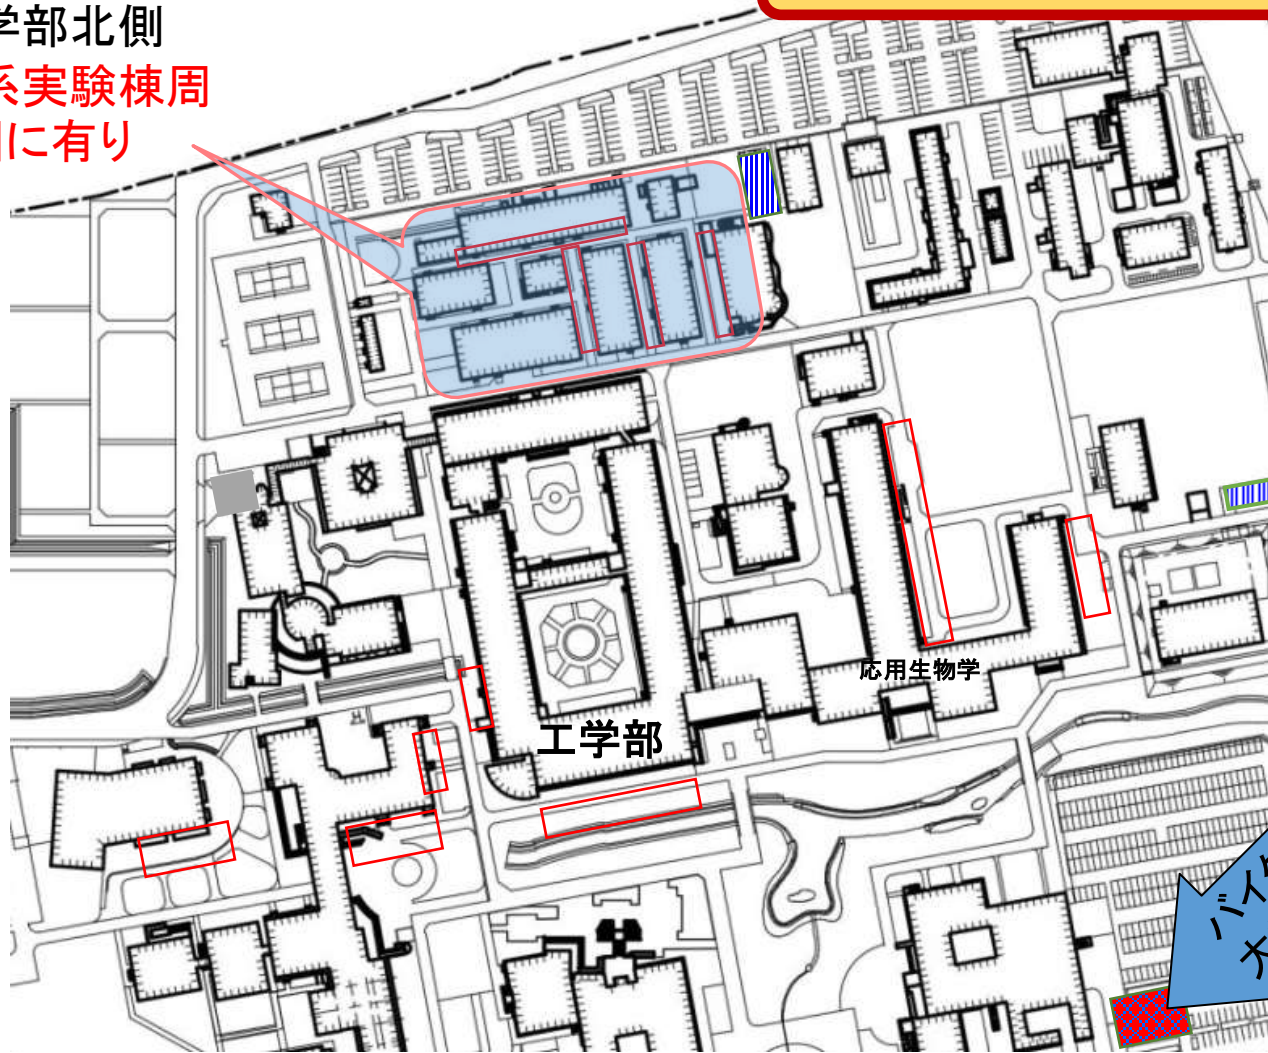 学部北側
系実験棟周
に有り
応用生物学
工学部
バイク